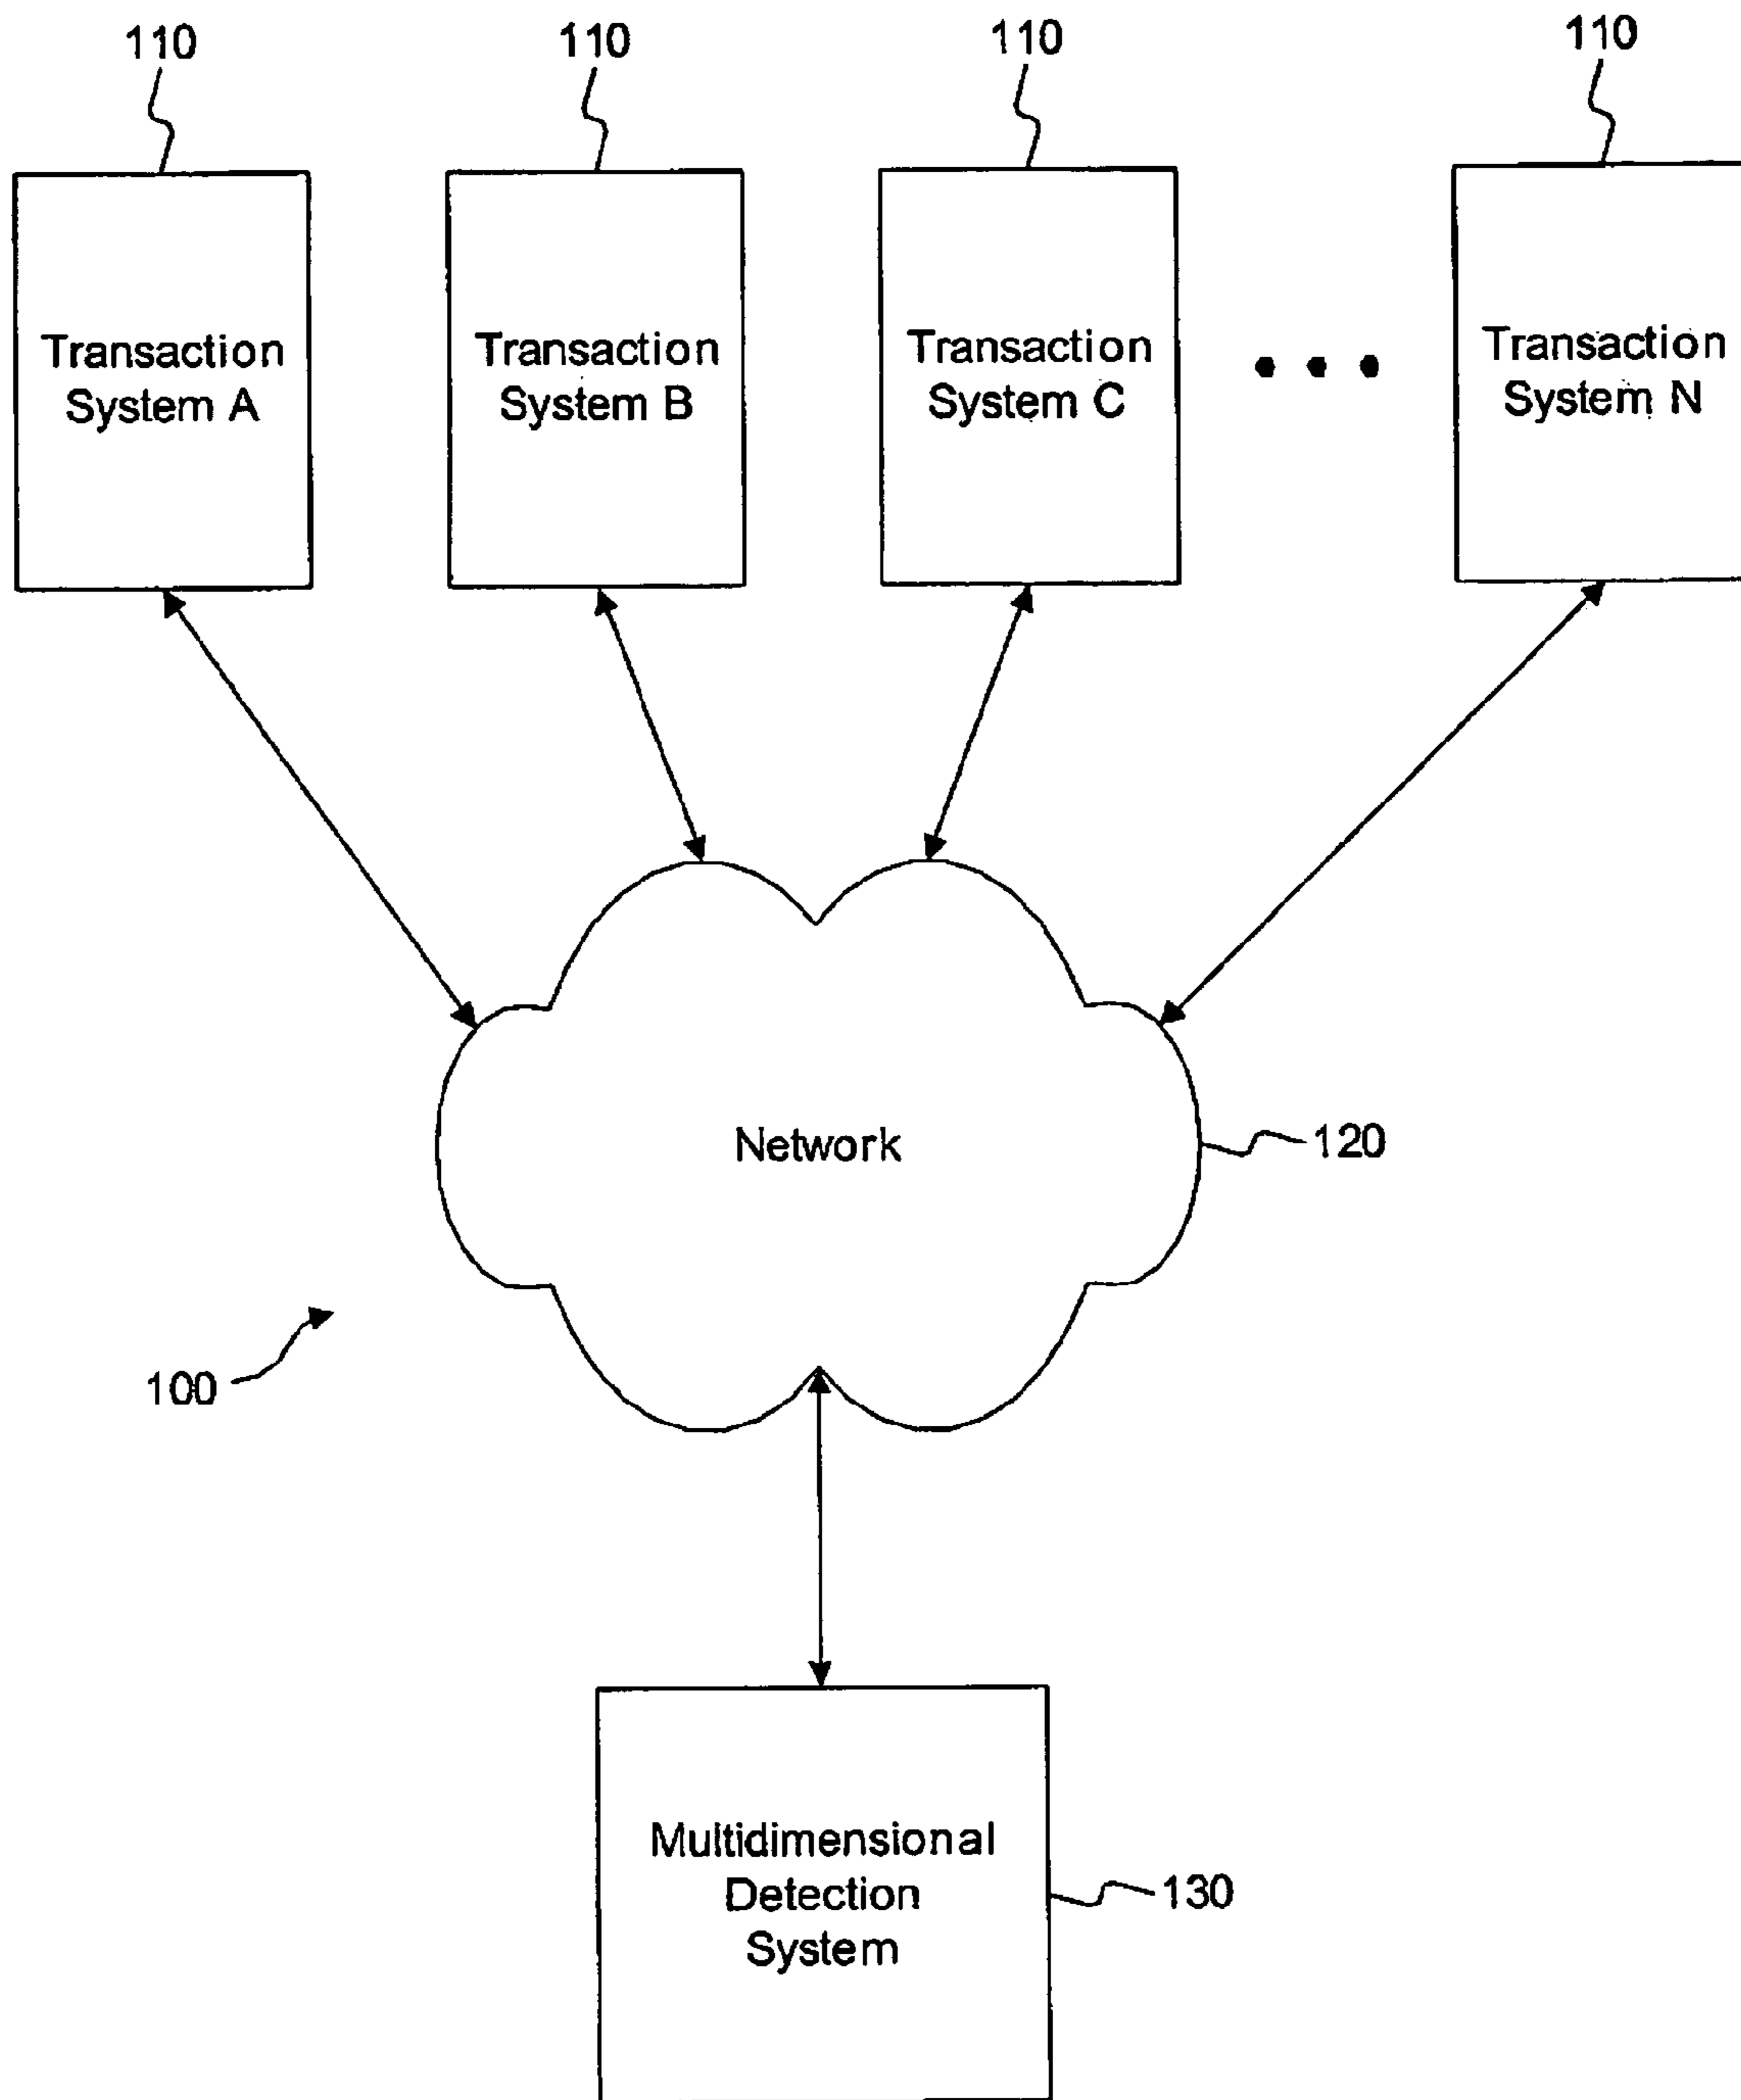 110
110
110
110
Transaction
System A
Transaction
System B
Transaction
System C
Transaction
System N
Network
120
100
Multidimensional
Detection
System
130